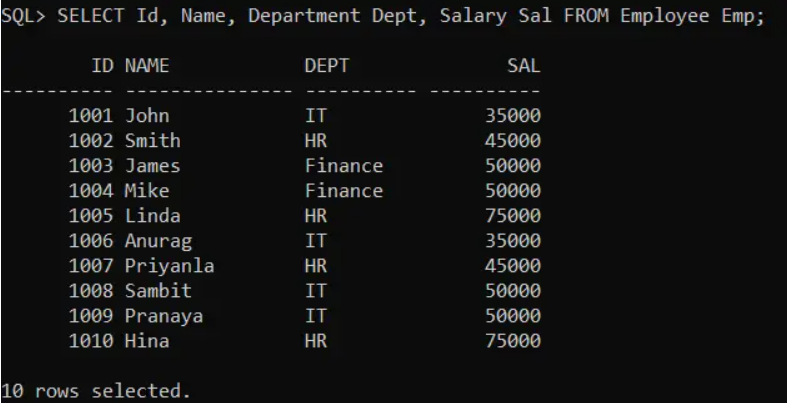 SQL> SELECT Id, Name, Department Dept, Salary Sal FROM Employee Emp;
        ID NAME            DEPT              SAL
---------- --------------- ---------- ----------
      1001 John            IT              35000
      1002 Smith           HR              45000
      1003 James           Finance         50000
      1004 Mike            Finance         50000
      1005 Linda           HR              75000
      1006 Anurag          IT              35000
      1007 Priyanla        HR              45000
      1008 Sambit          IT              50000
      1009 Pranaya         IT              50000
      1010 Hina            HR              75000
10 rows selected.